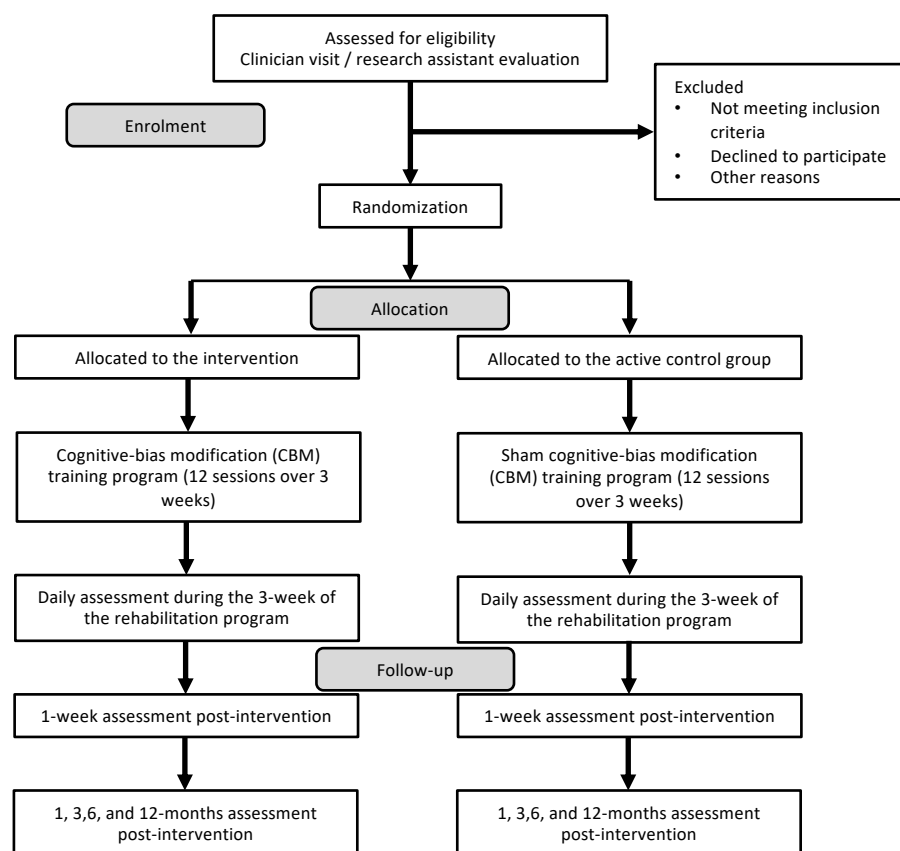 Assessed for eligibility
Clinician visit / research assistant evaluation
Excluded
• Not meeting inclusion
criteria
• Declined to participate
• Other reasons
Enrolment
Randomization
Allocation
Allocated to the intervention
Allocated to the active control group
Cognitive-bias modification (CBM)
training program (12 sessions over 3
weeks)
Sham cognitive-bias modification
(CBM) training program (12 sessions
over 3 weeks)
Daily assessment during the 3-week of
the rehabilitation program
Daily assessment during the 3-week of
the rehabilitation program
Follow-up
1-week assessment post-intervention
1-week assessment post-intervention
1, 3,6, and 12-months assessment
post-intervention
1, 3,6, and 12-months assessment
post-intervention